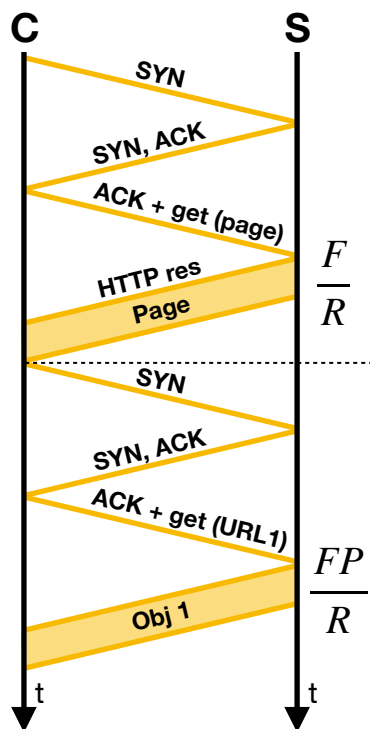 C
S
SYN
SYN, ACK
ACK + get (page)
F
R
HTTP res
Page
SYN
SYN, ACK
ACK + get (URL1)
FP
R
Obj 1
t
t